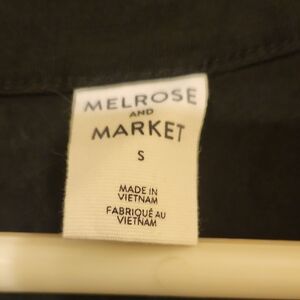 MELROSE
AND
MARKET
S
MADE IN
VIETNAM
FABRIQUÉ AU
VIETNAM